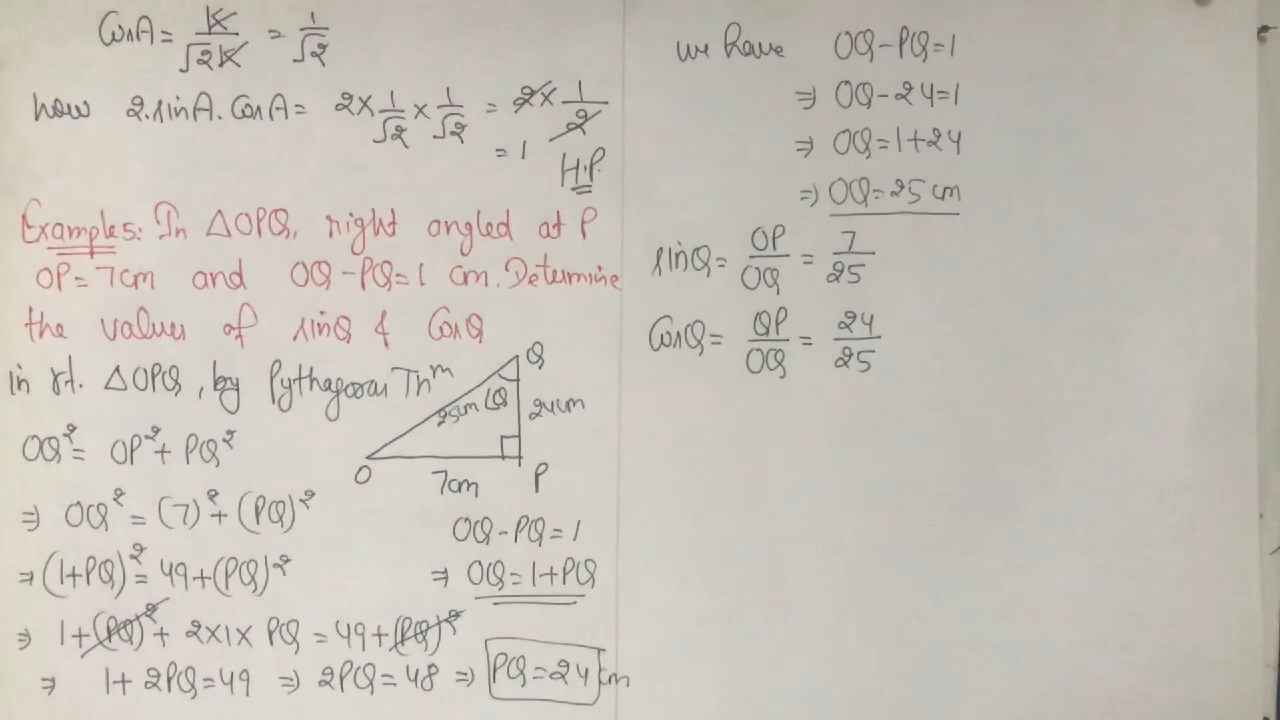 CosA = K/√2K = 1/√2
now 2.sinA.CosA = 2×1/√2×1/√2 = 2×1/2
= 1
H.P.
Example 5: In △OPQ, right angled at P
OP = 7cm and OQ - PQ = 1 cm. Determine
the values of sinQ & CosQ
in rt. △OPQ, by Pythagoras Thᵐ
OQ² = OP² + PQ²
⇒ OQ² = (7)² + (PQ)²
⇒ (1+PQ)² = 49+(PQ)²
⇒ 1+(PQ)² + 2×1× PQ = 49+(PQ)²
⇒ 1+ 2PQ = 49 ⇒ 2PQ = 48 ⇒ PQ = 24 cm
Q
25cm
∠Q
24cm
O
7cm
P
OQ - PQ = 1
⇒ OQ = 1+PQ
we have OQ - PQ = 1
⇒ OQ - 24 = 1
⇒ OQ = 1+24
⇒ OQ = 25 cm
sinQ = OP/OQ = 7/25
CosQ = QP/OQ = 24/25